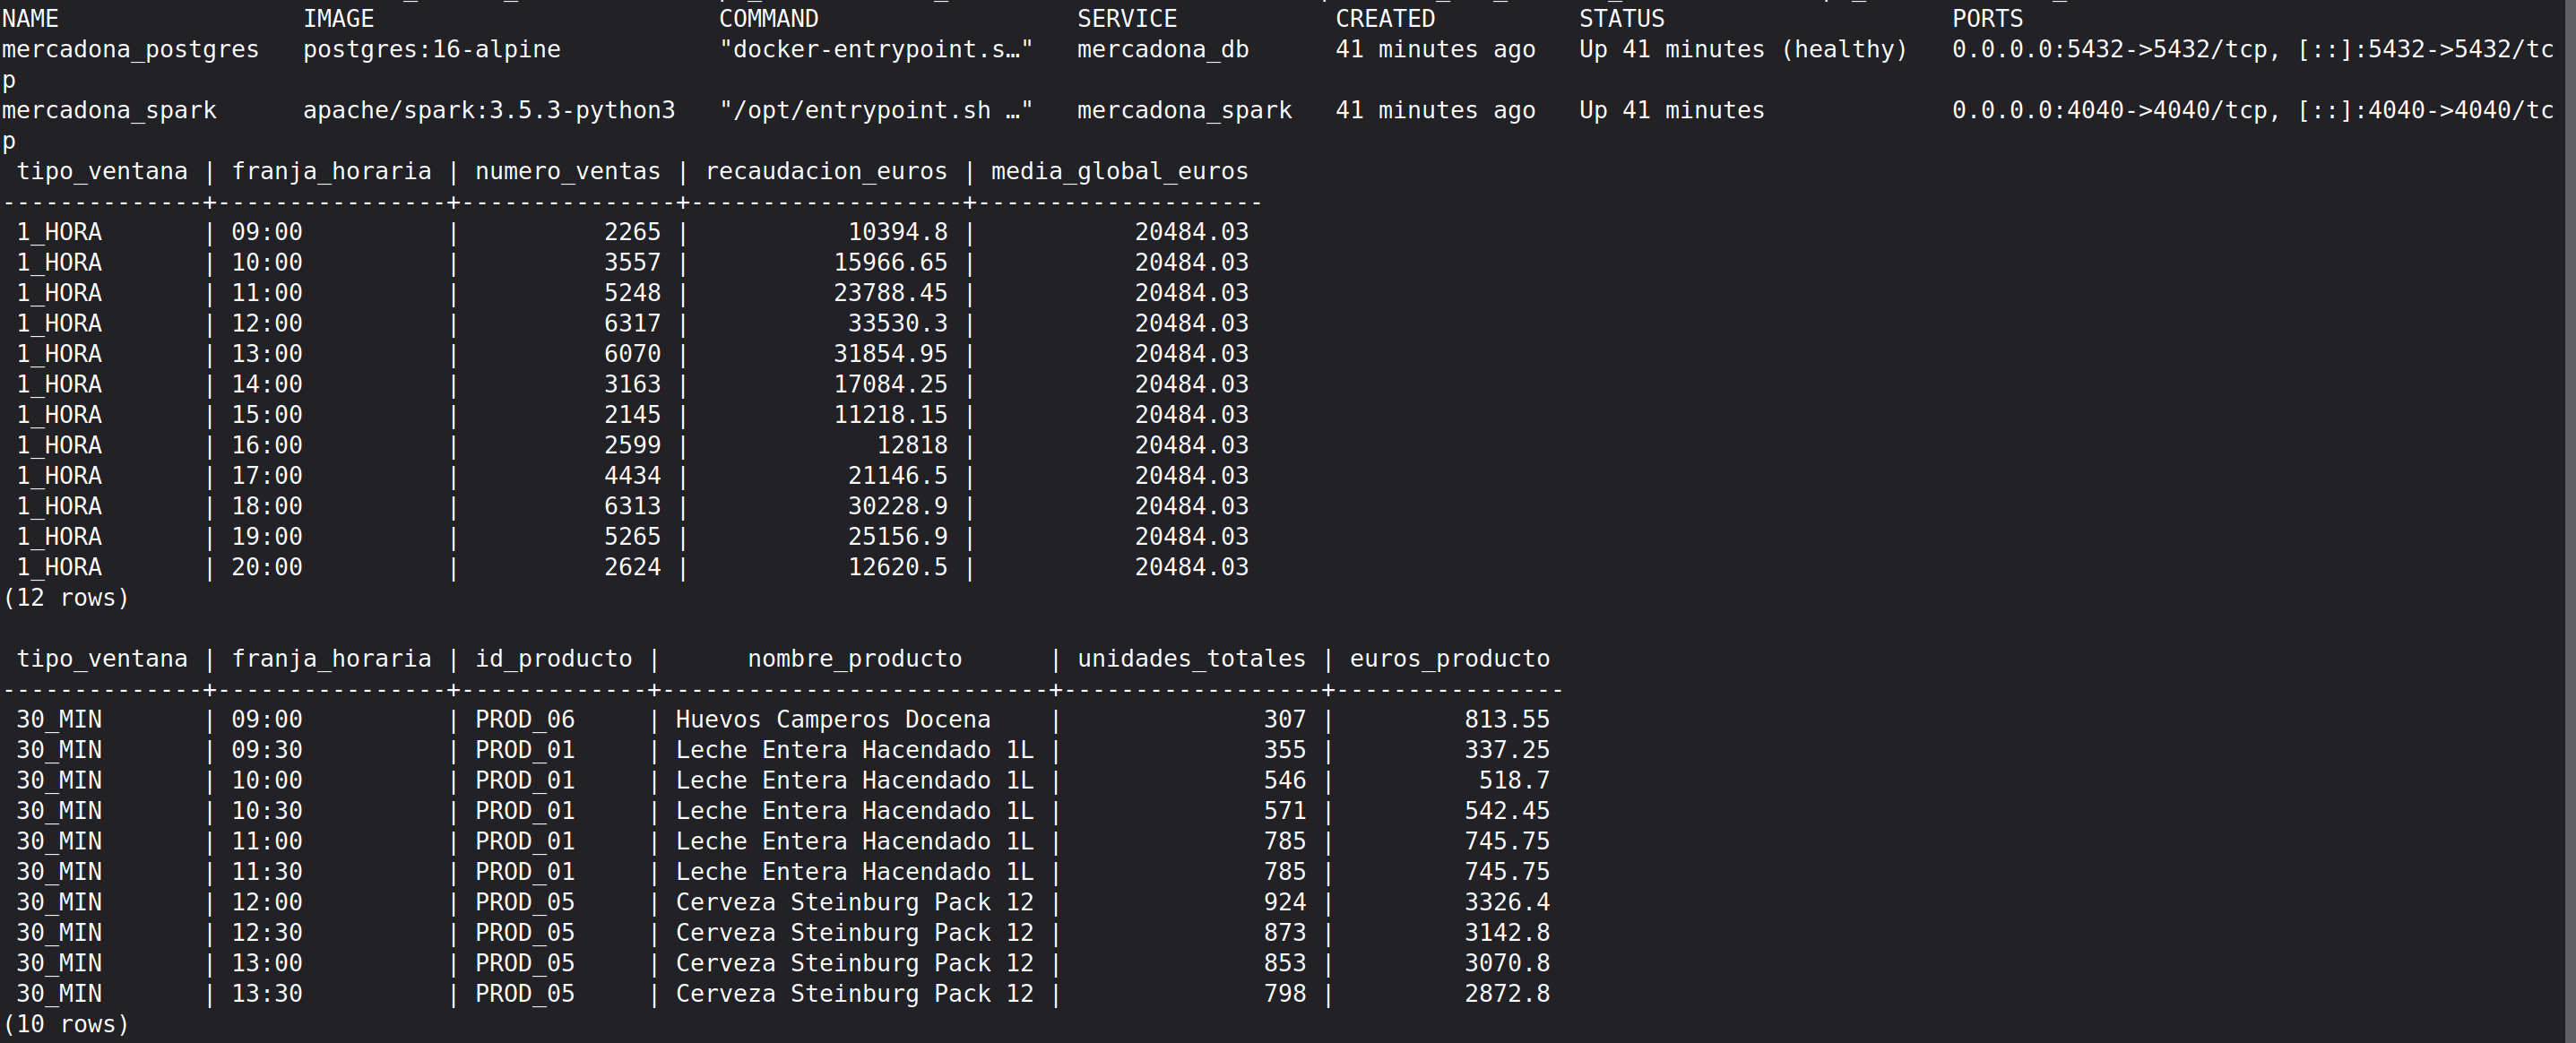 NAME                 IMAGE                        COMMAND                  SERVICE           CREATED          STATUS                    PORTS
mercadona_postgres   postgres:16-alpine           "docker-entrypoint.s…"   mercadona_db      41 minutes ago   Up 41 minutes (healthy)   0.0.0.0:5432->5432/tcp, [::]:5432->5432/tc
p
mercadona_spark      apache/spark:3.5.3-python3   "/opt/entrypoint.sh …"   mercadona_spark   41 minutes ago   Up 41 minutes             0.0.0.0:4040->4040/tcp, [::]:4040->4040/tc
p
 tipo_ventana | franja_horaria | numero_ventas | recaudacion_euros | media_global_euros
--------------+----------------+---------------+-------------------+--------------------
 1_HORA       | 09:00          |          2265 |           10394.8 |           20484.03
 1_HORA       | 10:00          |          3557 |          15966.65 |           20484.03
 1_HORA       | 11:00          |          5248 |          23788.45 |           20484.03
 1_HORA       | 12:00          |          6317 |           33530.3 |           20484.03
 1_HORA       | 13:00          |          6070 |          31854.95 |           20484.03
 1_HORA       | 14:00          |          3163 |          17084.25 |           20484.03
 1_HORA       | 15:00          |          2145 |          11218.15 |           20484.03
 1_HORA       | 16:00          |          2599 |             12818 |           20484.03
 1_HORA       | 17:00          |          4434 |           21146.5 |           20484.03
 1_HORA       | 18:00          |          6313 |           30228.9 |           20484.03
 1_HORA       | 19:00          |          5265 |           25156.9 |           20484.03
 1_HORA       | 20:00          |          2624 |           12620.5 |           20484.03
(12 rows)

 tipo_ventana | franja_horaria | id_producto |      nombre_producto      | unidades_totales | euros_producto
--------------+----------------+-------------+---------------------------+------------------+----------------
 30_MIN       | 09:00          | PROD_06     | Huevos Camperos Docena    |              307 |         813.55
 30_MIN       | 09:30          | PROD_01     | Leche Entera Hacendado 1L |              355 |         337.25
 30_MIN       | 10:00          | PROD_01     | Leche Entera Hacendado 1L |              546 |          518.7
 30_MIN       | 10:30          | PROD_01     | Leche Entera Hacendado 1L |              571 |         542.45
 30_MIN       | 11:00          | PROD_01     | Leche Entera Hacendado 1L |              785 |         745.75
 30_MIN       | 11:30          | PROD_01     | Leche Entera Hacendado 1L |              785 |         745.75
 30_MIN       | 12:00          | PROD_05     | Cerveza Steinburg Pack 12 |              924 |         3326.4
 30_MIN       | 12:30          | PROD_05     | Cerveza Steinburg Pack 12 |              873 |         3142.8
 30_MIN       | 13:00          | PROD_05     | Cerveza Steinburg Pack 12 |              853 |         3070.8
 30_MIN       | 13:30          | PROD_05     | Cerveza Steinburg Pack 12 |              798 |         2872.8
(10 rows)